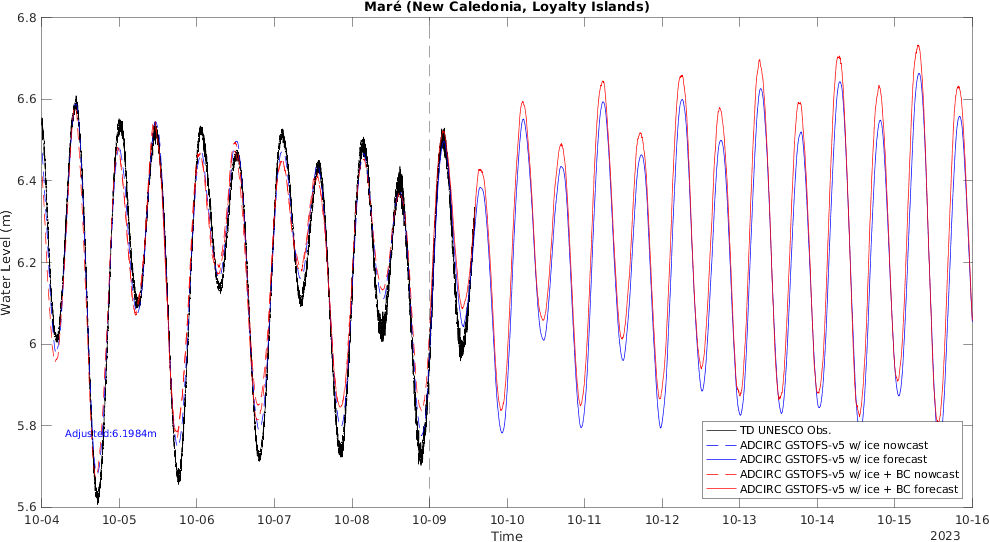 Maré (New Caledonia, Loyalty Islands)
6.8
6.6
6.4
6.2
6
5.8
5.6
Water Level (m)
Adjusted:6.1984m
TD UNESCO Obs.
ADCIRC GSTOFS-v5 w/ ice nowcast
ADCIRC GSTOFS-v5 w/ ice forecast
ADCIRC GSTOFS-v5 w/ ice + BC nowcast
ADCIRC GSTOFS-v5 w/ ice + BC forecast
10-04 10-05 10-06 10-07 10-08 10-09 10-10 10-11 10-12 10-13 10-14 10-15 10-16
Time
2023